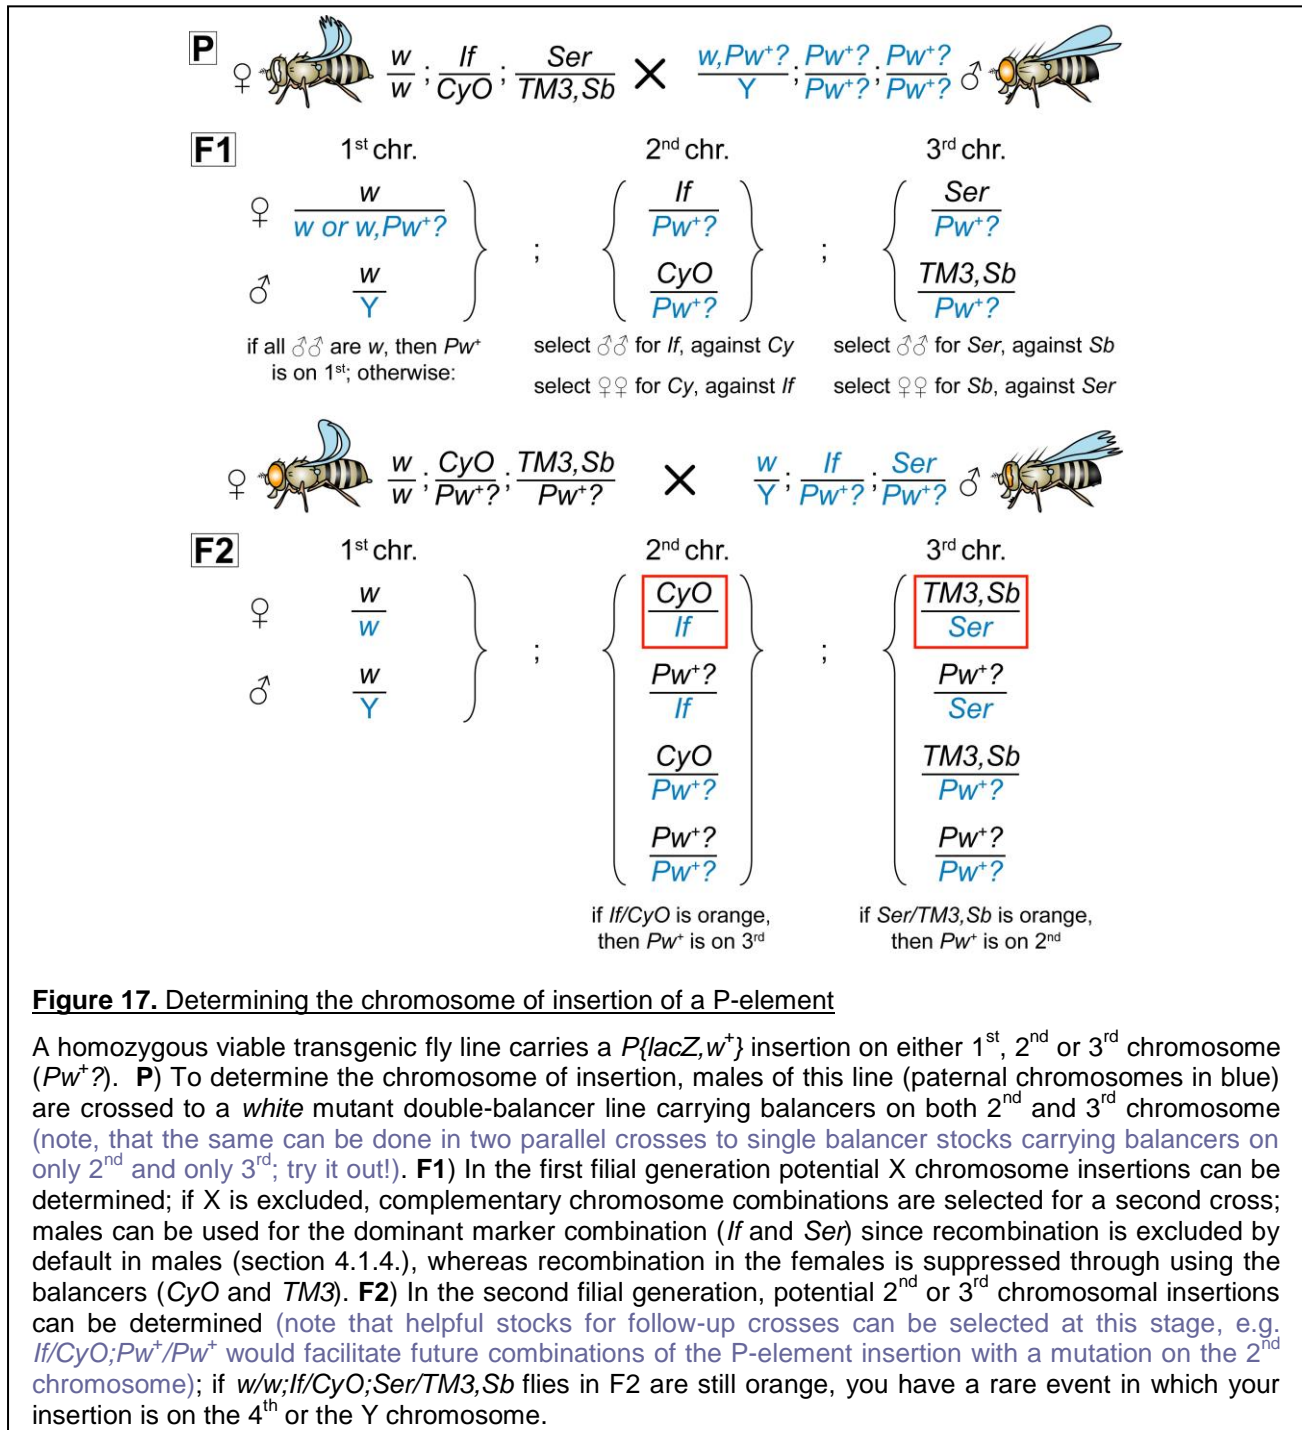 P ♀ w/w ; If/CyO ; Ser/TM3,Sb ✕ w,Pw⁺?/Y ; Pw⁺?/Pw⁺? ; Pw⁺?/Pw⁺? ♂
F1 1st chr. 2nd chr. 3rd chr.
♀ w/w or w,Pw⁺? ; If/Pw⁺? ; Ser/Pw⁺?
♂ w/Y CyO/Pw⁺? TM3,Sb/Pw⁺?
if all ♂♂ are w, then Pw⁺ select ♂♂ for If, against Cy select ♂♂ for Ser, against Sb
is on 1st; otherwise: select ♀♀ for Cy, against If select ♀♀ for Sb, against Ser
♀ w/w ; CyO/Pw⁺? ; TM3,Sb/Pw⁺? ✕ w/Y ; If/Pw⁺? ; Ser/Pw⁺? ♂
F2 1st chr. 2nd chr. 3rd chr.
♀ w/w ; CyO/If ; TM3,Sb/Ser
♂ w/Y Pw⁺?/If Pw⁺?/Ser
CyO/Pw⁺? TM3,Sb/Pw⁺?
Pw⁺?/Pw⁺? Pw⁺?/Pw⁺?
if If/CyO is orange, if Ser/TM3,Sb is orange,
then Pw⁺ is on 3rd then Pw⁺ is on 2nd
Figure 17. Determining the chromosome of insertion of a P-element
A homozygous viable transgenic fly line carries a P{lacZ,w⁺} insertion on either 1st, 2nd or 3rd chromosome
(Pw⁺?). P) To determine the chromosome of insertion, males of this line (paternal chromosomes in blue)
are crossed to a white mutant double-balancer line carrying balancers on both 2nd and 3rd chromosome
(note, that the same can be done in two parallel crosses to single balancer stocks carrying balancers on
only 2nd and only 3rd; try it out!). F1) In the first filial generation potential X chromosome insertions can be
determined; if X is excluded, complementary chromosome combinations are selected for a second cross;
males can be used for the dominant marker combination (If and Ser) since recombination is excluded by
default in males (section 4.1.4.), whereas recombination in the females is suppressed through using the
balancers (CyO and TM3). F2) In the second filial generation, potential 2nd or 3rd chromosomal insertions
can be determined (note that helpful stocks for follow-up crosses can be selected at this stage, e.g.
If/CyO;Pw⁺/Pw⁺ would facilitate future combinations of the P-element insertion with a mutation on the 2nd
chromosome); if w/w;If/CyO;Ser/TM3,Sb flies in F2 are still orange, you have a rare event in which your
insertion is on the 4th or the Y chromosome.